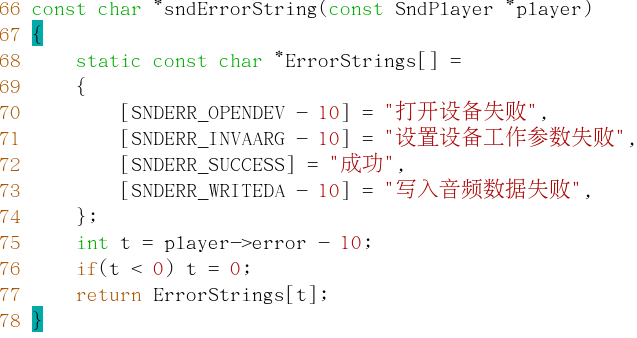 66 const char *sndErrorString(const SndPlayer *player)
67 {
68     static const char *ErrorStrings[] =
69     {
70         [SNDERR_OPENDEV - 10] = "打开设备失败",
71         [SNDERR_INVAARG - 10] = "设置设备工作参数失败",
72         [SNDERR_SUCCESS] = "成功",
73         [SNDERR_WRITEDA - 10] = "写入音频数据失败",
74     };
75     int t = player->error - 10;
76     if(t < 0) t = 0;
77     return ErrorStrings[t];
78 }